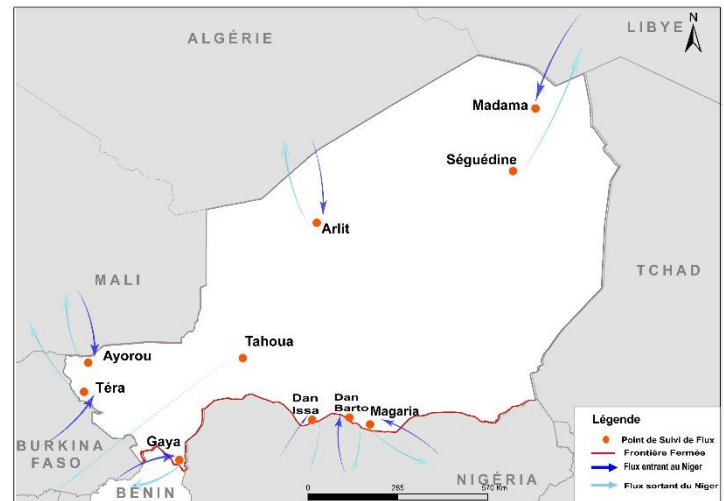 ALGÉRIE
LIBYE
N
Madama
Séguédine
Arlit
TCHAD
MALI
Tahoua
Ayorou
Téra
Dan
Issa
Dan
Barto
Magaria
Gaya
BURKINA
FASO
BÉNIN
NIGÉRIA
0 265 570 KM
Légende
Point de Suivi de Flux
Frontière Fermée
Flux entrant au Niger
Flux sortant du Niger